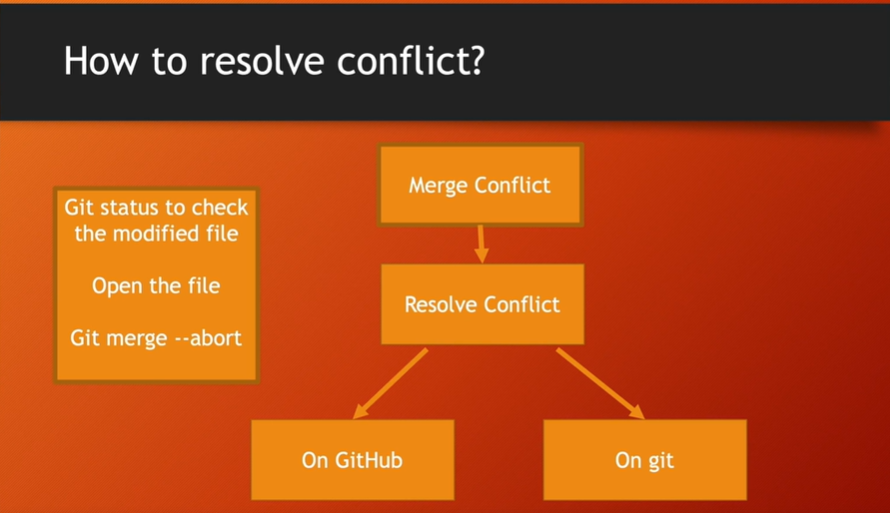 How to resolve conflict?
Merge Conflict
Git status to check
the modified file
Open the file
Git merge --abort
Resolve Conflict
On GitHub
On git